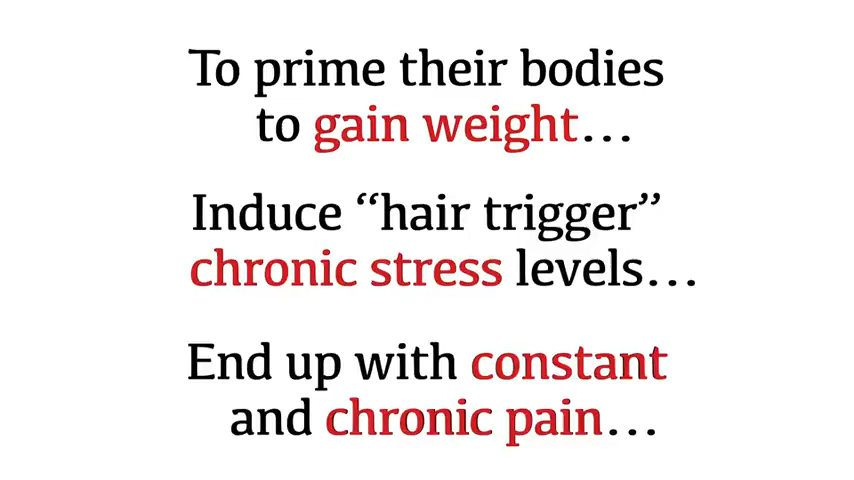 To prime their bodies
to gain weight...
Induce “hair trigger”
chronic stress levels...
End up with constant
and chronic pain...